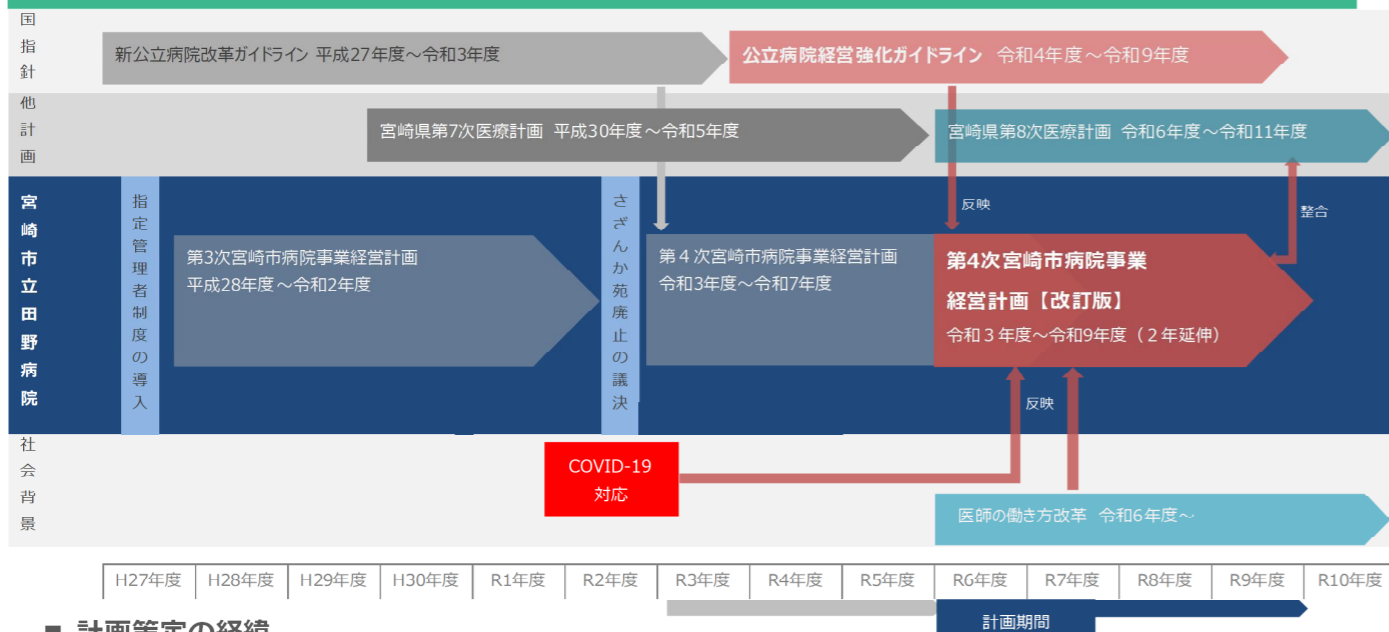 国指針
新公立病院改革ガイドライン 平成27年度～令和3年度
公立病院経営強化ガイドライン 令和4年度～令和9年度
他計画
宮崎県第7次医療計画 平成30年度～令和5年度
宮崎県第8次医療計画 令和6年度～令和11年度
宮崎市立田野病院
指定管理者制度の導入
第3次宮崎市病院事業経営計画
平成28年度～令和2年度
さざんか苑廃止の議決
第４次宮崎市病院事業経営計画
令和3年度～令和7年度
反映
整合
第4次宮崎市病院事業
経営計画【改訂版】
令和３年度～令和9年度（２年延伸）
反映
社会背景
COVID-19
対応
医師の働き方改革 令和6年度～
H27年度 H28年度 H29年度 H30年度 R1年度 R2年度 R3年度 R4年度 R5年度 R6年度 R7年度 R8年度 R9年度 R10年度
計画期間
■ 計画策定の経緯